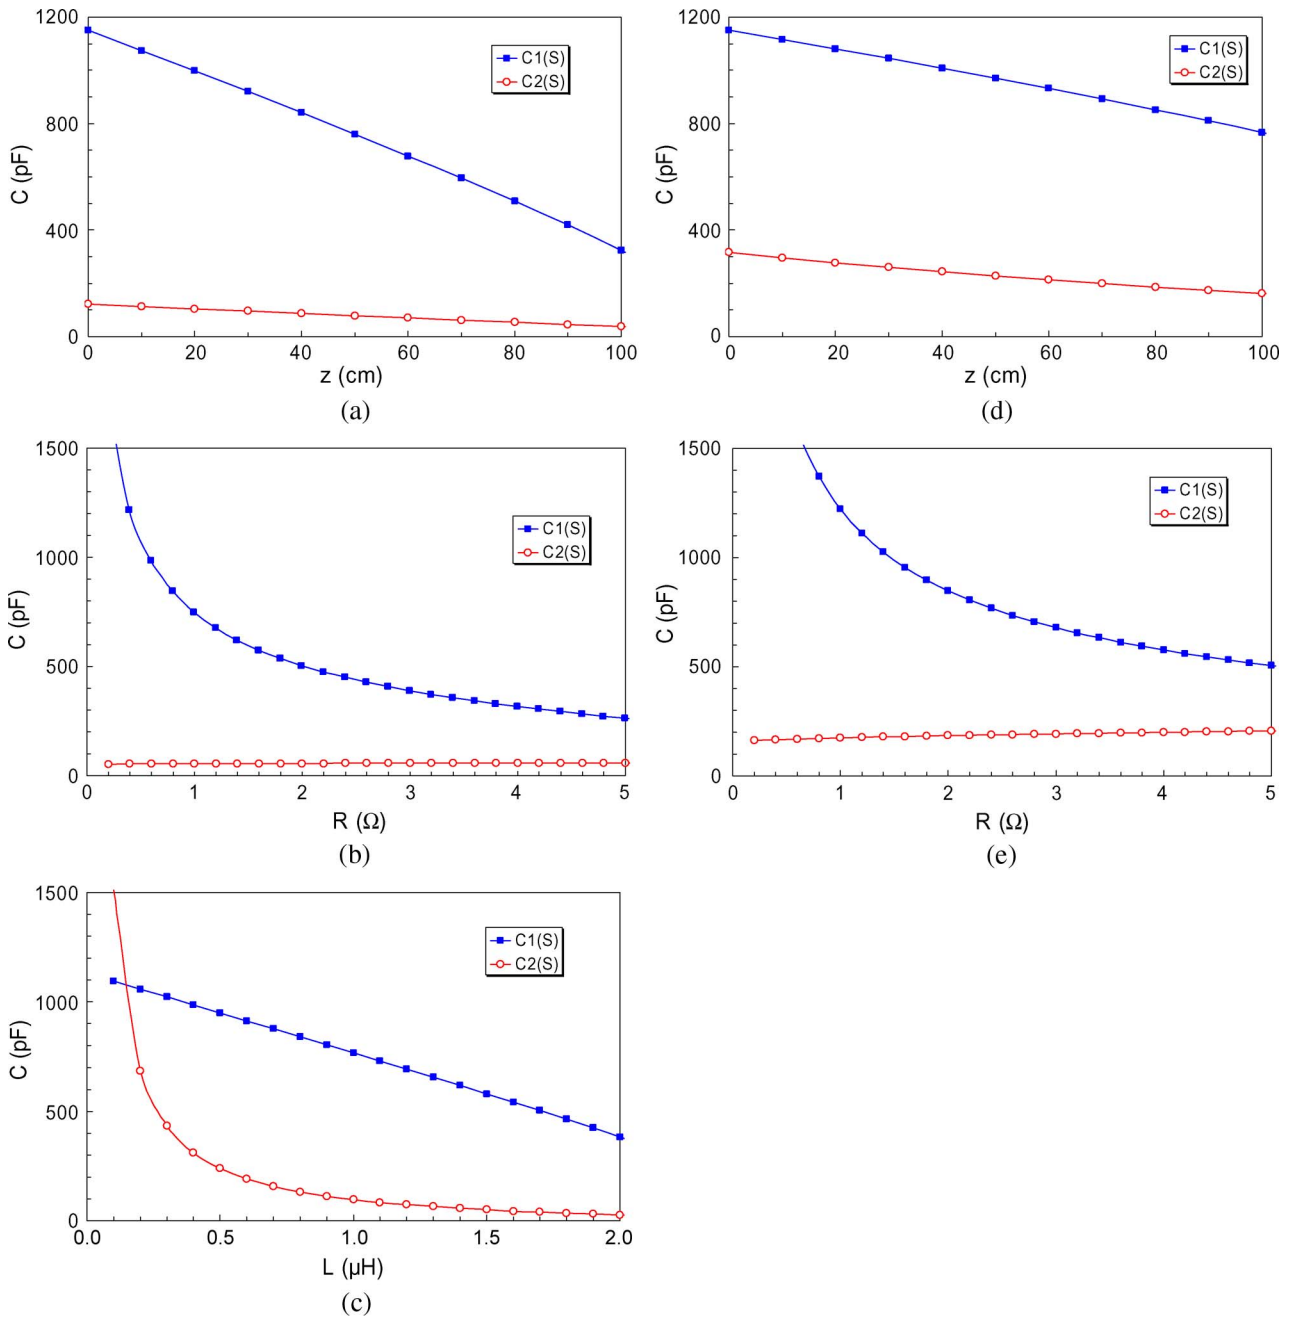 1200
800
400
0
C (pF)
C1(S)
C2(S)
0 20 40 60 80 100
z (cm)
(a)
1200
800
400
0
C (pF)
C1(S)
C2(S)
0 20 40 60 80 100
z (cm)
(d)
1500
1000
500
0
C (pF)
C1(S)
C2(S)
0 1 2 3 4 5
R (Ω)
(b)
1500
1000
500
0
C (pF)
C1(S)
C2(S)
0 1 2 3 4 5
R (Ω)
(e)
1500
1000
500
0
C (pF)
C1(S)
C2(S)
0.0 0.5 1.0 1.5 2.0
L (µH)
(c)